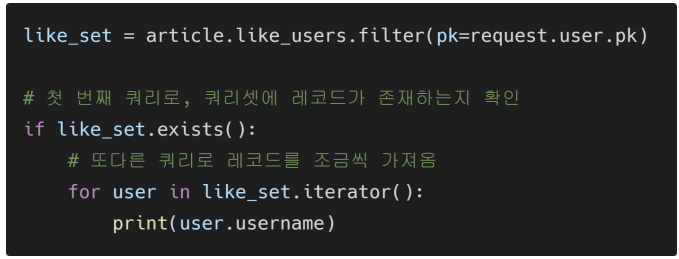 like_set = article.like_users.filter(pk=request.user.pk)
# 첫 번째 쿼리로, 쿼리셋에 레코드가 존재하는지 확인
if like_set.exists():
    # 또다른 쿼리로 레코드를 조금씩 가져옴
    for user in like_set.iterator():
        print(user.username)